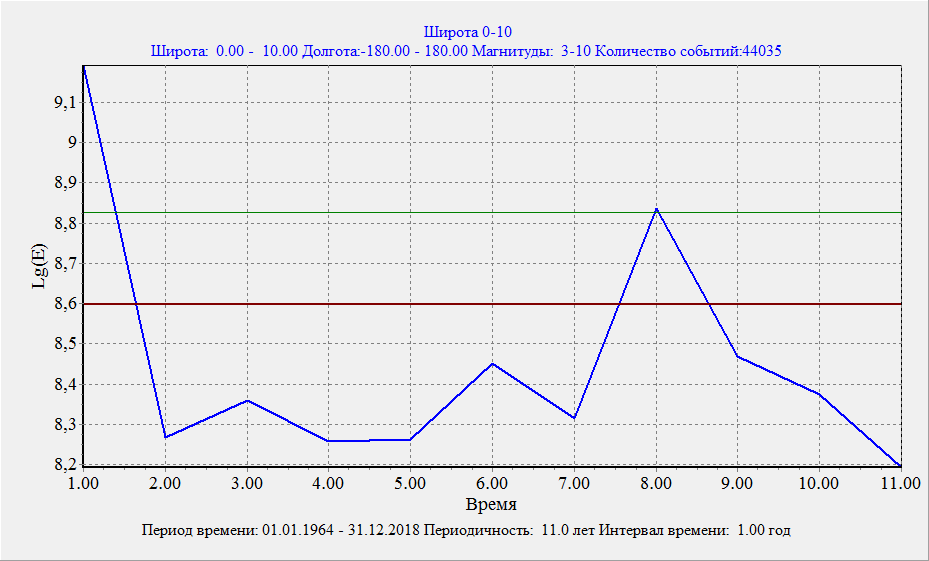 Широта 0-10
Широта:  0.00 -  10.00 Долгота:-180.00 - 180.00 Магнитуды:  3-10 Количество событий:44035
9,1
9
8,9
8,8
8,7
8,6
8,5
8,4
8,3
8,2
Lg(E)
1.00 2.00 3.00 4.00 5.00 6.00 7.00 8.00 9.00 10.00 11.00
Время
Период времени: 01.01.1964 - 31.12.2018 Периодичность:  11.0 лет Интервал времени:  1.00 год